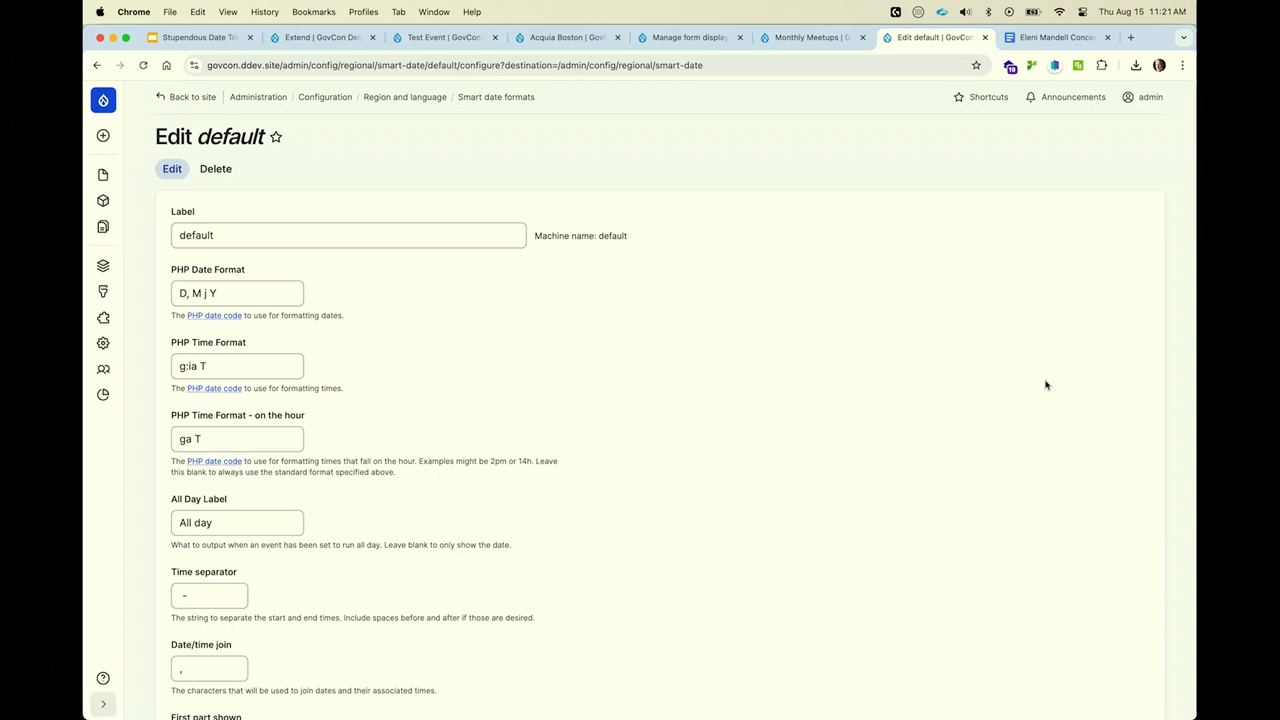 Chrome File Edit View History Bookmarks Profiles Tab Window Help Thu Aug 15 11:21 AM
Stupendous Date Tri Extend | GovCon De Test Event | GovCon Acquia Boston | Gov Manage form display Monthly Meetups | G Edit default | GovCon Eleni Mandell Conce
govcon.ddev.site/admin/config/regional/smart-date/default/configure?destination=/admin/config/regional/smart-date 19
Back to site Administration Configuration Region and language Smart date formats Shortcuts Announcements admin
Edit default
Edit Delete
Label
default Machine name: default
PHP Date Format
D, M j Y
The PHP date code to use for formatting dates.
PHP Time Format
g:ia T
The PHP date code to use for formatting times.
PHP Time Format - on the hour
ga T
The PHP date code to use for formatting times that fall on the hour. Examples might be 2pm or 14h. Leave
this blank to always use the standard format specified above.
All Day Label
All day
What to output when an event has been set to run all day. Leave blank to only show the date.
Time separator
-
The string to separate the start and end times. Include spaces before and after if those are desired.
Date/time join
,
The characters that will be used to join dates and their associated times.
First part shown